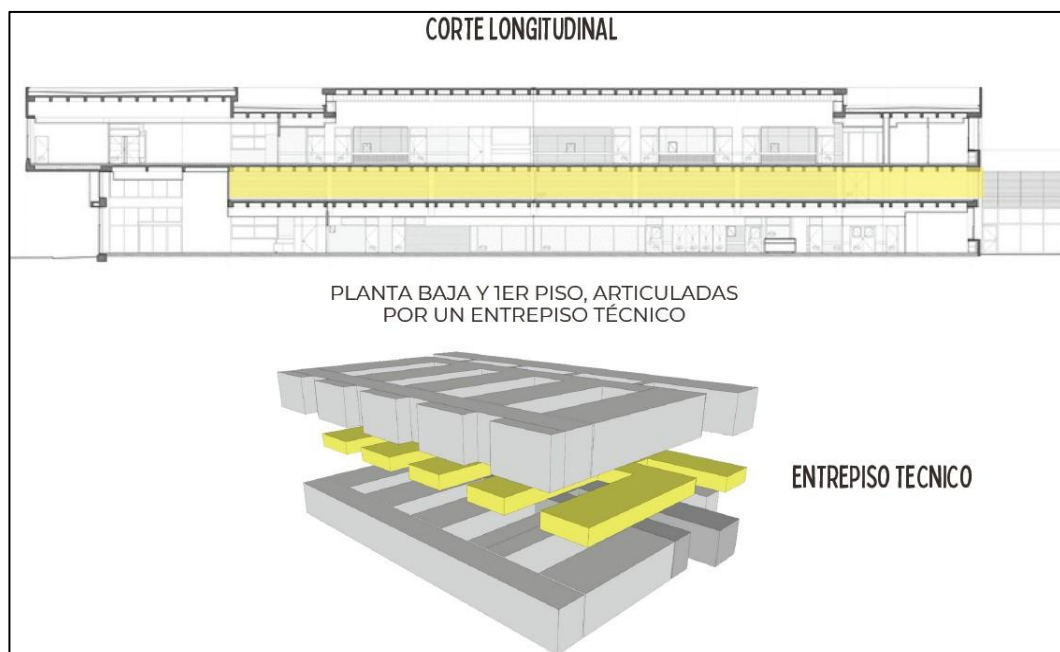 CORTE LONGITUDINAL
PLANTA BAJA Y 1ER PISO, ARTICULADAS
POR UN ENTREPISO TÉCNICO
ENTREPISO TECNICO